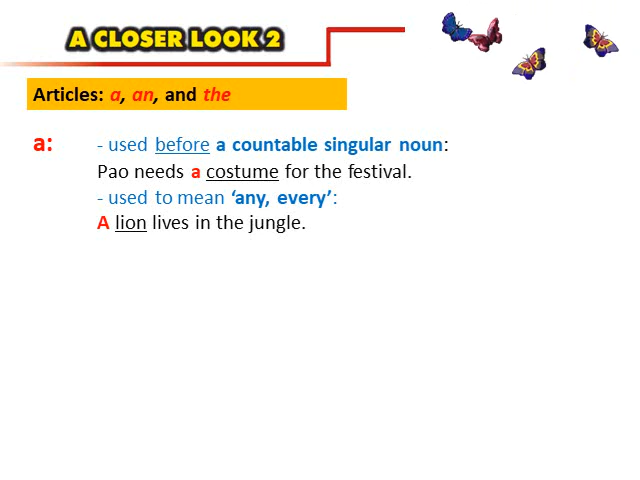 A CLOSER LOOK 2
Articles: a, an, and the
a: - used before a countable singular noun:
Pao needs a costume for the festival.
- used to mean ‘any, every’:
A lion lives in the jungle.